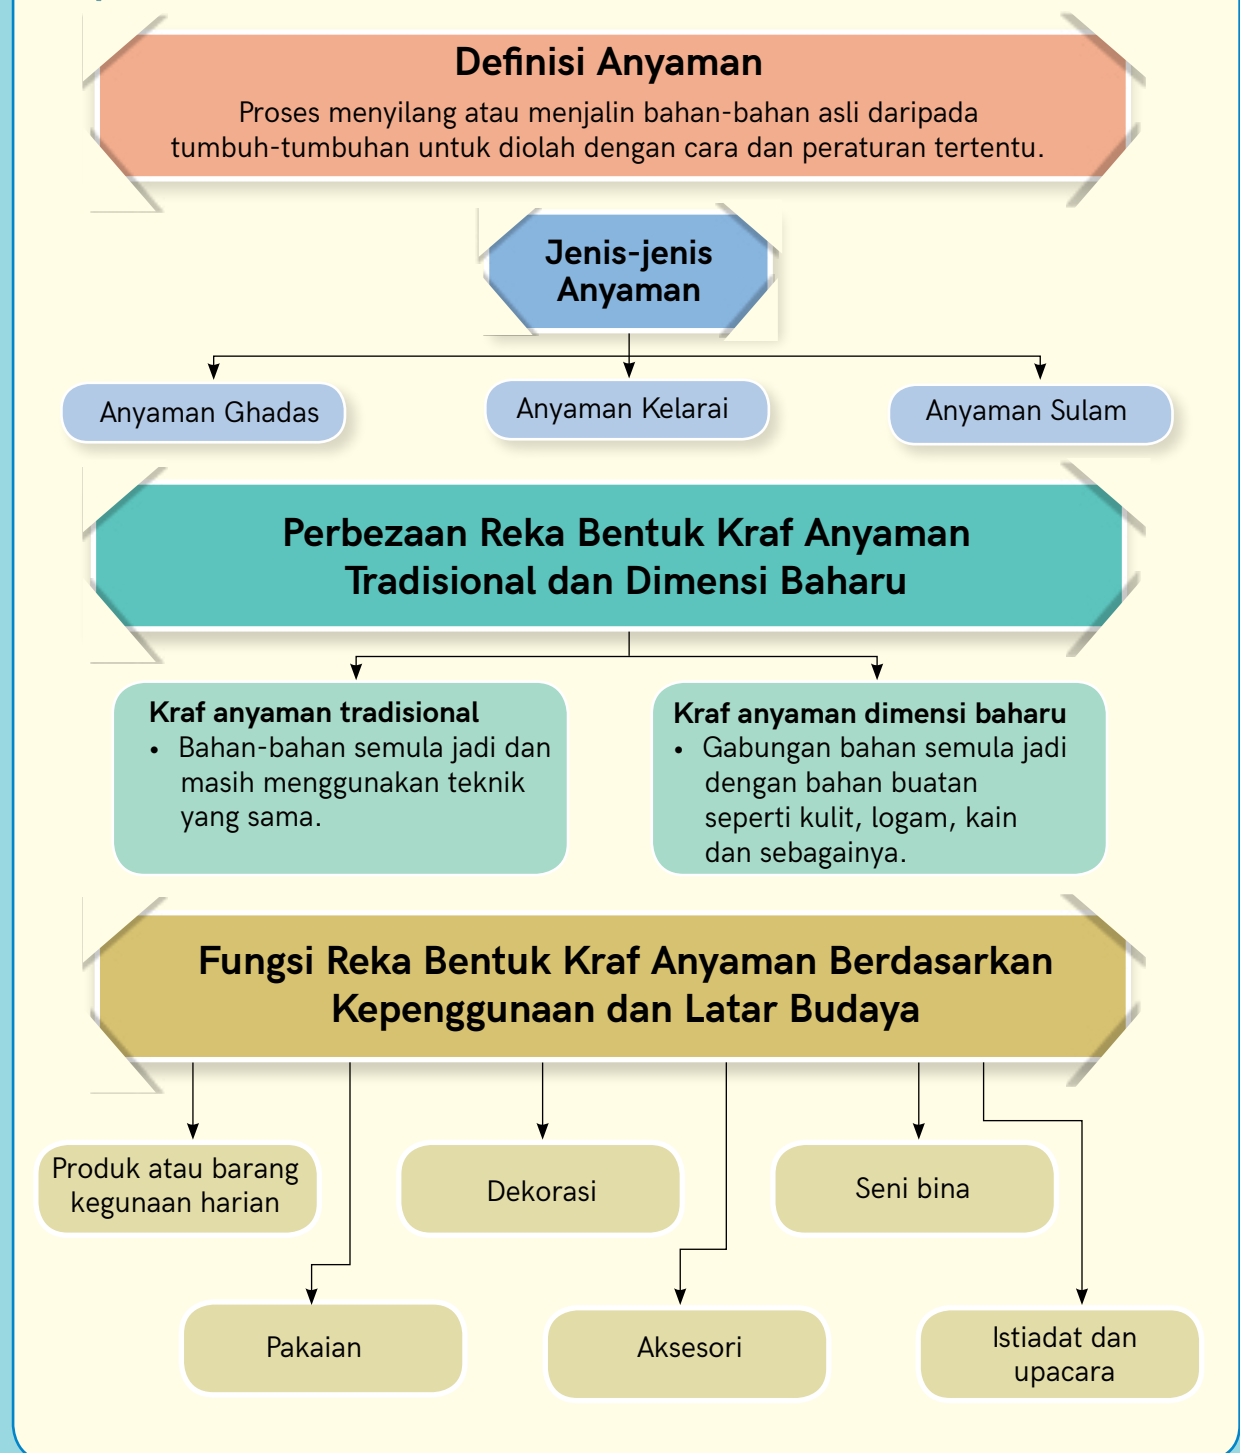 Definisi Anyaman
Proses menyilang atau menjalin bahan-bahan asli daripada
tumbuh-tumbuhan untuk diolah dengan cara dan peraturan tertentu.
Jenis-jenis
Anyaman
Anyaman Ghadas
Anyaman Kelarai
Anyaman Sulam
Perbezaan Reka Bentuk Kraf Anyaman
Tradisional dan Dimensi Baharu
Kraf anyaman tradisional
• Bahan-bahan semula jadi dan
masih menggunakan teknik
yang sama.
Kraf anyaman dimensi baharu
• Gabungan bahan semula jadi
dengan bahan buatan
seperti kulit, logam, kain
dan sebagainya.
Fungsi Reka Bentuk Kraf Anyaman Berdasarkan
Kepenggunaan dan Latar Budaya
Produk atau barang
kegunaan harian
Dekorasi
Seni bina
Pakaian
Aksesori
Istiadat dan
upacara